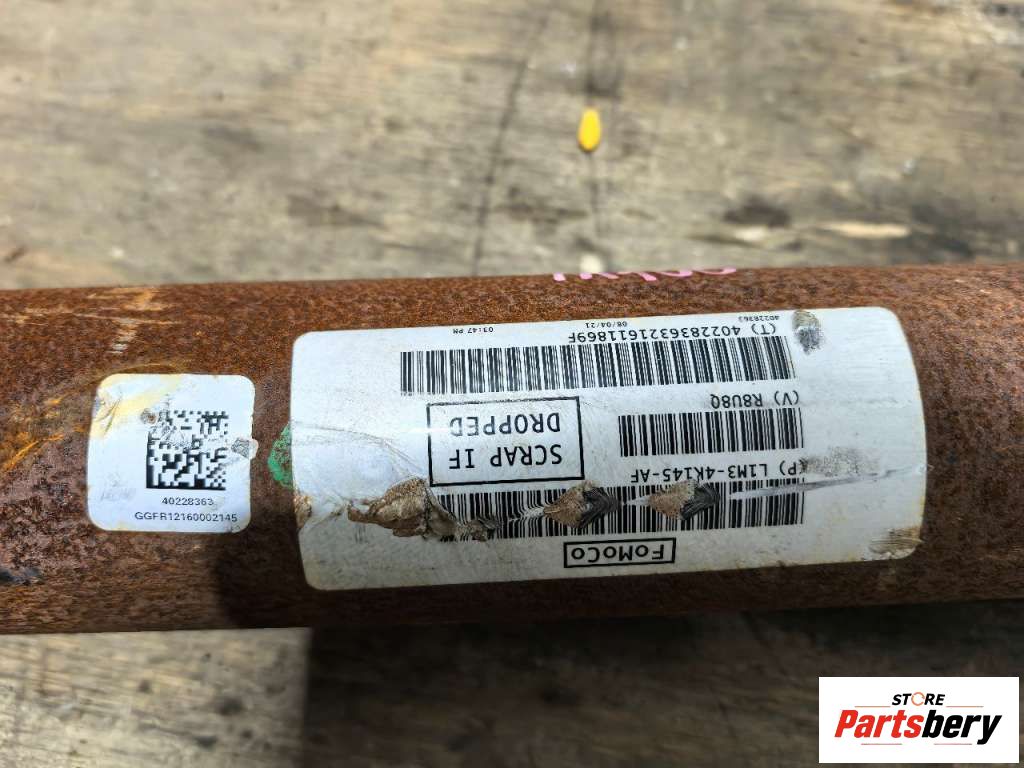 40228363
GGFR12160002145
FoMoCo
(P) L1M3-4K145-AF
SCRAP IF
DROPPED
(V) R8U8Q
(T) 4022836321611869F
40228363 08/04/21 03:47 PM
STORE
Partsbery